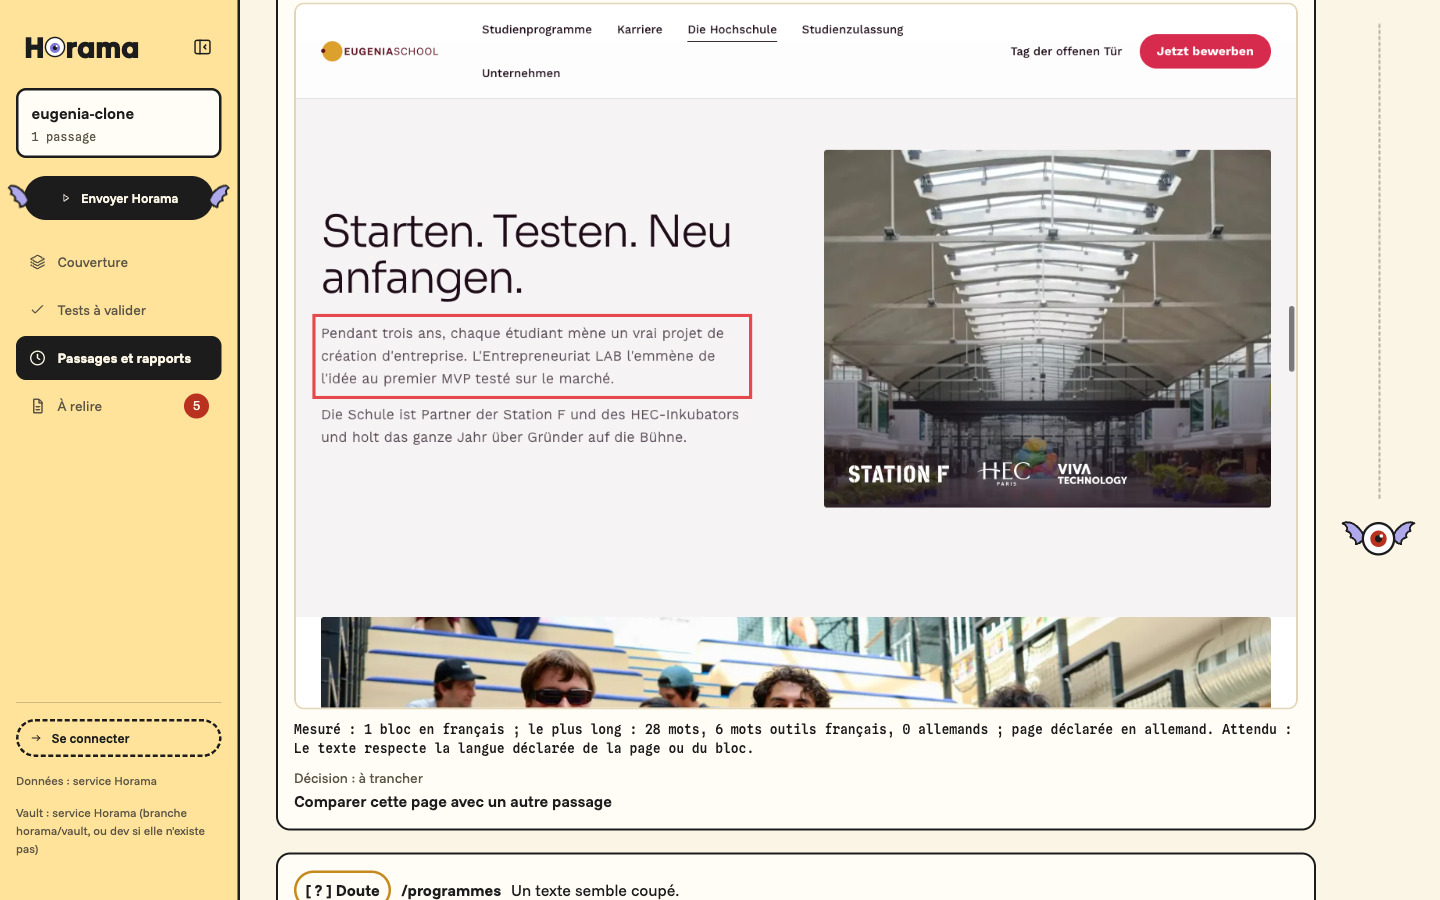 Horama
eugenia-clone
1 passage
Envoyer Horama
Couverture
Tests à valider
Passages et rapports
À relire
5
Se connecter
Données : service Horama
Vault : service Horama (branche
horama/vault, ou dev si elle n'existe
pas)
EUGENIASCHOOL
Studienprogramme
Karriere
Die Hochschule
Studienzulassung
Unternehmen
Tag der offenen Tür
Jetzt bewerben
Starten. Testen. Neu
anfangen.
Pendant trois ans, chaque étudiant mène un vrai projet de
création d'entreprise. L'Entrepreneuriat LAB l'emmène de
l'idée au premier MVP testé sur le marché.
Die Schule ist Partner der Station F und des HEC-Inkubators
und holt das ganze Jahr über Gründer auf die Bühne.
STATION F
HEC
PARIS
VIVA
TECHNOLOGY
Mesuré : 1 bloc en français ; le plus long : 28 mots, 6 mots outils français, 0 allemands ; page déclarée en allemand. Attendu :
Le texte respecte la langue déclarée de la page ou du bloc.
Décision : à trancher
Comparer cette page avec un autre passage
[ ? ] Doute /programmes Un texte semble coupé.